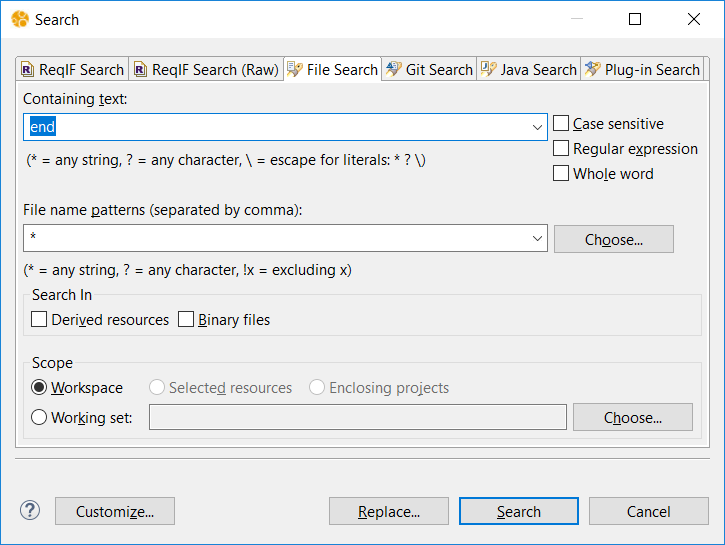 Search
ReqIF Search ReqIF Search (Raw) File Search Git Search Java Search Plug-in Search
Containing text:
end
Case sensitive
Regular expression
(* = any string, ? = any character, \ = escape for literals: * ? \)
Whole word
File name patterns (separated by comma):
*
Choose...
(* = any string, ? = any character, !x = excluding x)
Search In
Derived resources Binary files
Scope
Workspace Selected resources Enclosing projects
Working set: Choose...
? Customize... Replace... Search Cancel